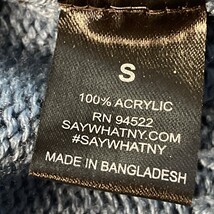 S
100% ACRYLIC
RN 94522
SAYWHATNY.COM
#SAYWHATNY
MADE IN BANGLADESH